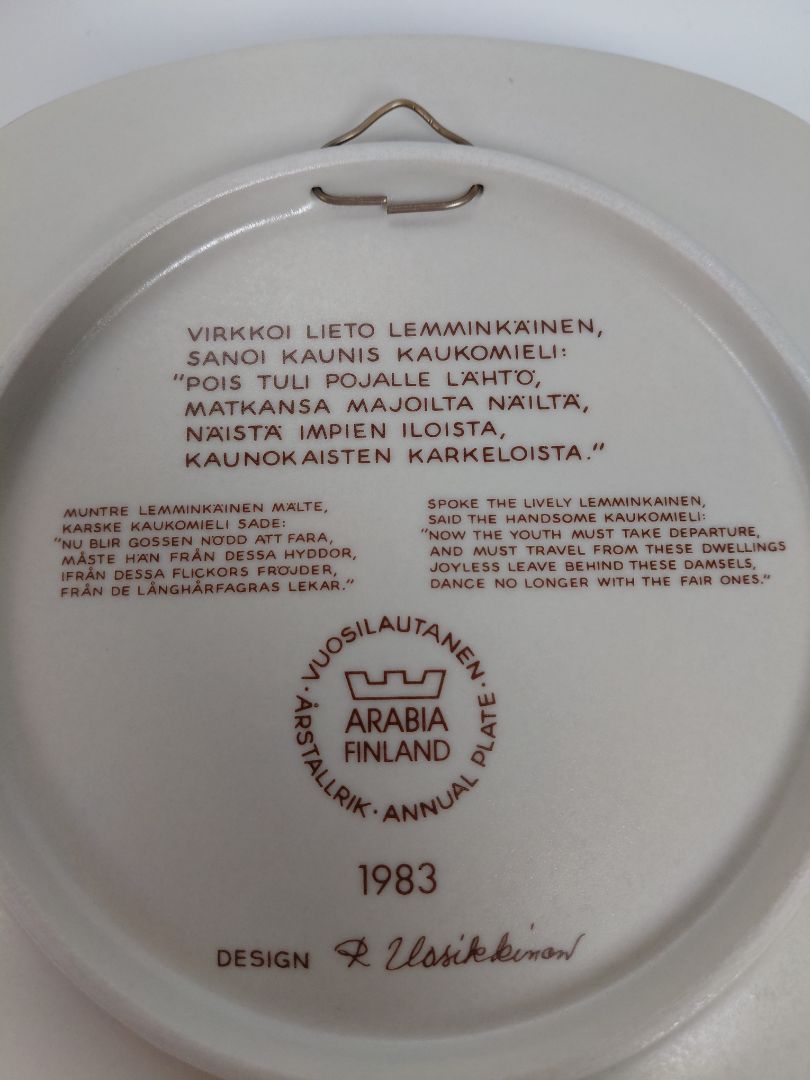 VIRKKOI LIETO LEMMINKÄINEN,
SANOI KAUNIS KAUKOMIELI:
"POIS TULI POJALLE LÄHTÖ,
MATKANSA MAJOILTA NÄILTÄ,
NÄISTÄ IMPIEN ILOISTA,
KAUNOKAISTEN KARKELOISTA."
MUNTRE LEMMINKÄINEN MÄLTE,
KARSKE KAUKOMIELI SADE:
"NU BLIR GOSSEN NÖDD ATT FARA,
MÅSTE HÄN FRÅN DESSA HYDDOR,
IFRÅN DESSA FLICKORS FRÖJDER,
FRÅN DE LÅNGHÅRFAGRAS LEKAR."
SPOKE THE LIVELY LEMMINKAINEN,
SAID THE HANDSOME KAUKOMIELI:
"NOW THE YOUTH MUST TAKE DEPARTURE,
AND MUST TRAVEL FROM THESE DWELLINGS
JOYLESS LEAVE BEHIND THESE DAMSELS,
DANCE NO LONGER WITH THE FAIR ONES."
· VUOSILAUTANEN · ANNUAL PLATE · ÅRSTALLRIK
ARABIA
FINLAND
1983
DESIGN R Uosikkinen